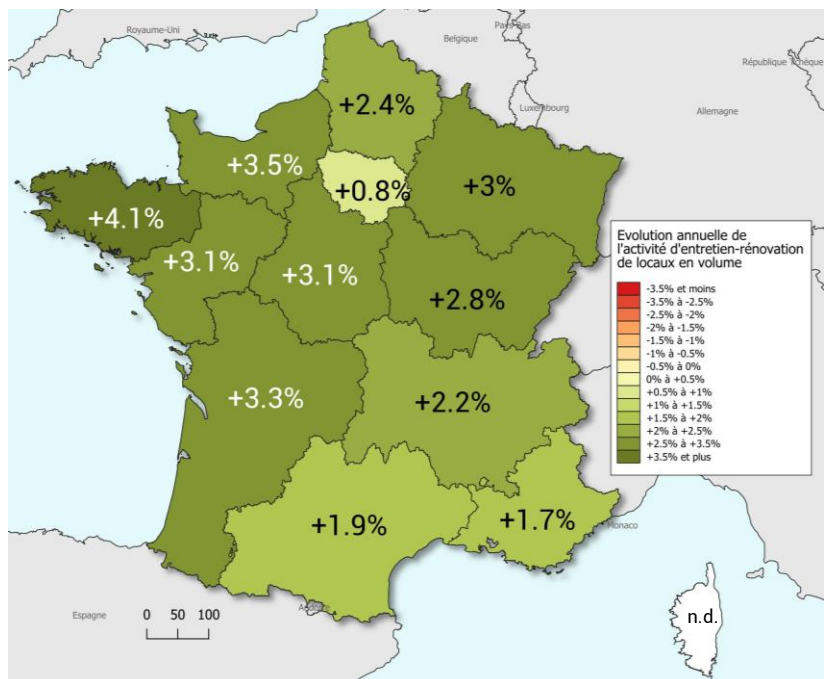 Royaume-Uni
Pays-Bas
Belgique
République Tchèque
Luxembourg
Allemagne
+2.4%
+3.5%
+0.8%
+3%
+4.1%
+3.1%
+3.1%
+2.8%
+3.3%
+2.2%
+1.9%
+1.7%
Monaco
n.d.
Andorre
Espagne
0 50 100
Evolution annuelle de
l'activité d'entretien-rénovation
de locaux en volume
-3.5% et moins
-3.5% à -2.5%
-2.5% à -2%
-2% à -1.5%
-1.5% à -1%
-1% à -0.5%
-0.5% à 0%
0% à +0.5%
+0.5% à +1%
+1% à +1.5%
+1.5% à +2%
+2% à +2.5%
+2.5% à +3.5%
+3.5% et plus